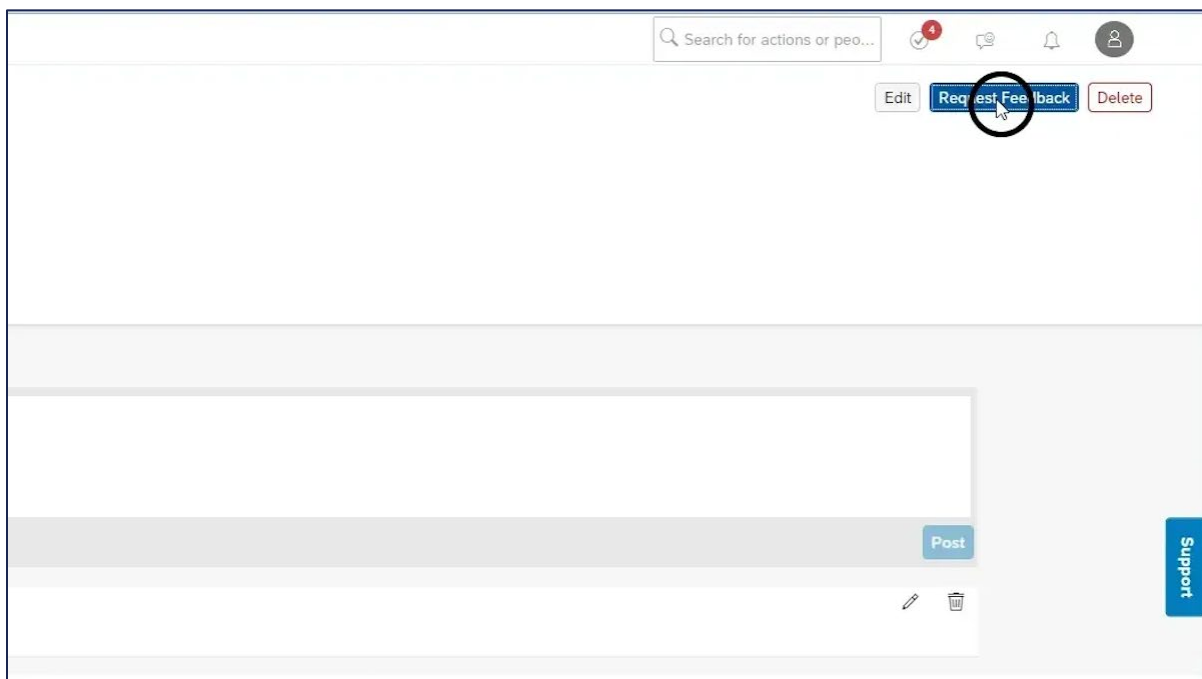 Search for actions or peo...
4
Edit
Request Feedback
Delete
Post
Support